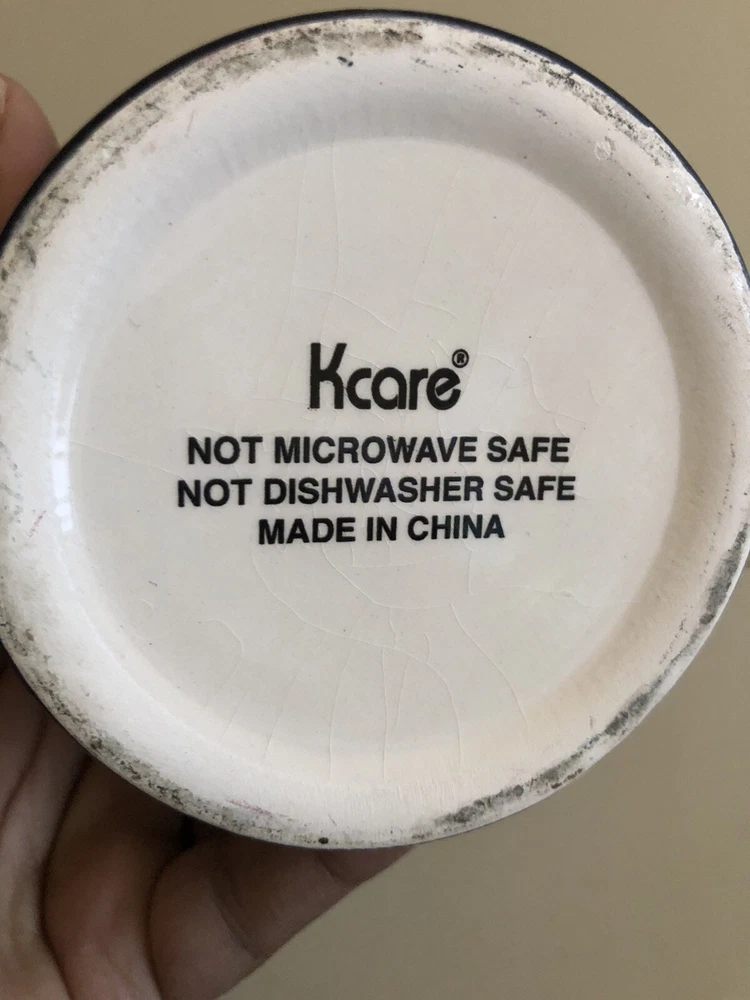 Kcare®
NOT MICROWAVE SAFE
NOT DISHWASHER SAFE
MADE IN CHINA